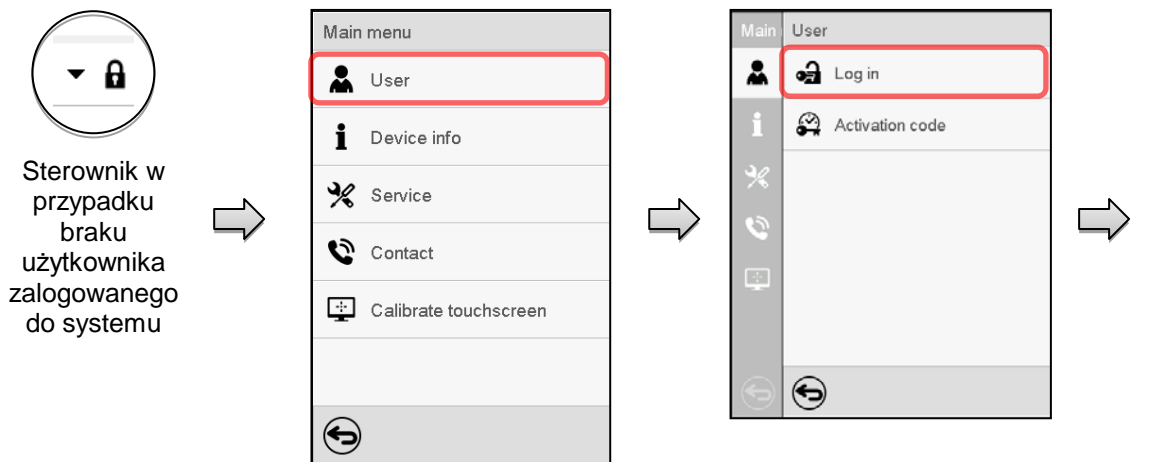 Sterownik w
przypadku
braku
użytkownika
zalogowanego
do systemu
Main menu
User
Device info
Service
Contact
Calibrate touchscreen
Main
User
Log in
Activation code